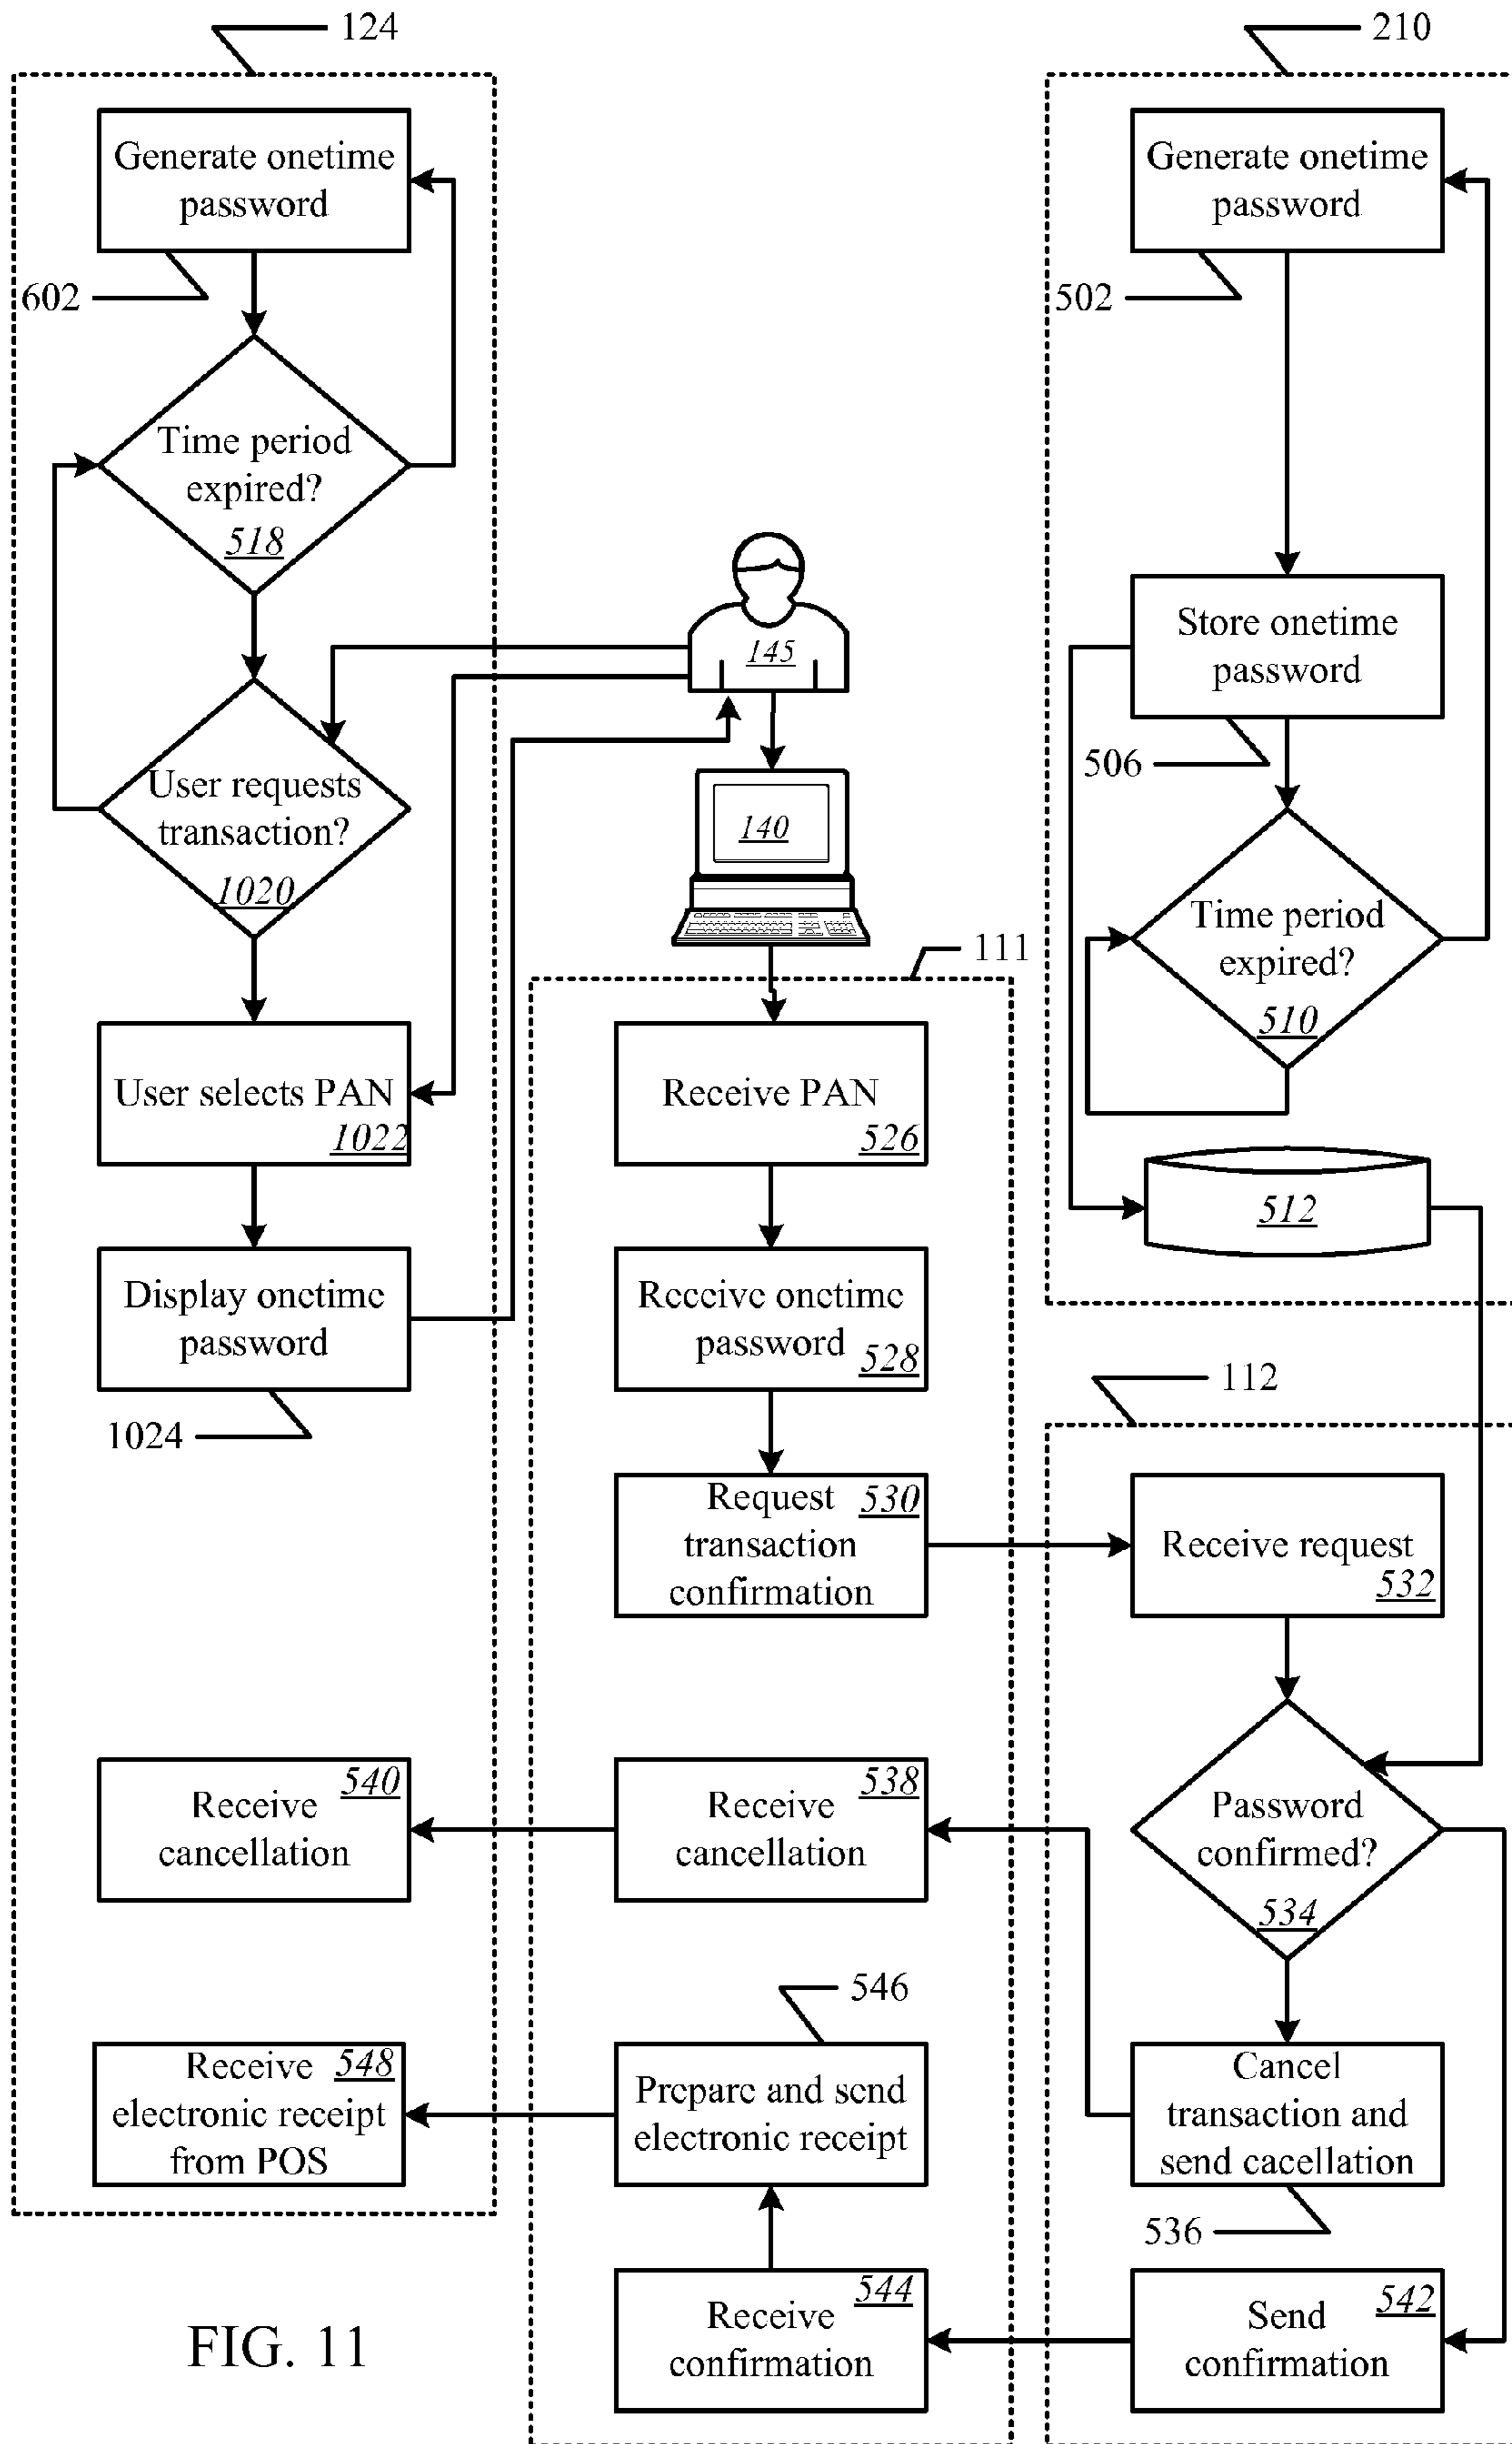 124
210
Generate onetime
password
602
Generate onetime
password
502
Time period
expired?
518
145
Store onetime
password
506
User requests
transaction?
1020
140
Time period
expired?
510
111
User selects PAN
1022
Receive PAN
526
512
Display onetime
password
1024
Receive onetime
password 528
112
Request 530
transaction
confirmation
Receive request
532
540
Receive
cancellation
538
Receive
cancellation
Password
confirmed?
534
546
Receive 548
electronic receipt
from POS
Prepare and send
electronic receipt
Cancel
transaction and
send cacellation
536
544
Receive
confirmation
542
Send
confirmation
FIG. 11